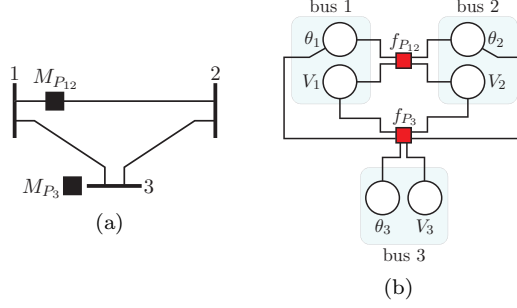 1
M_{P_{12}}
2
M_{P_3}
3
(a)
bus 1
bus 2
θ_1
f_{P_{12}}
θ_2
V_1
V_2
f_{P_3}
θ_3
V_3
bus 3
(b)